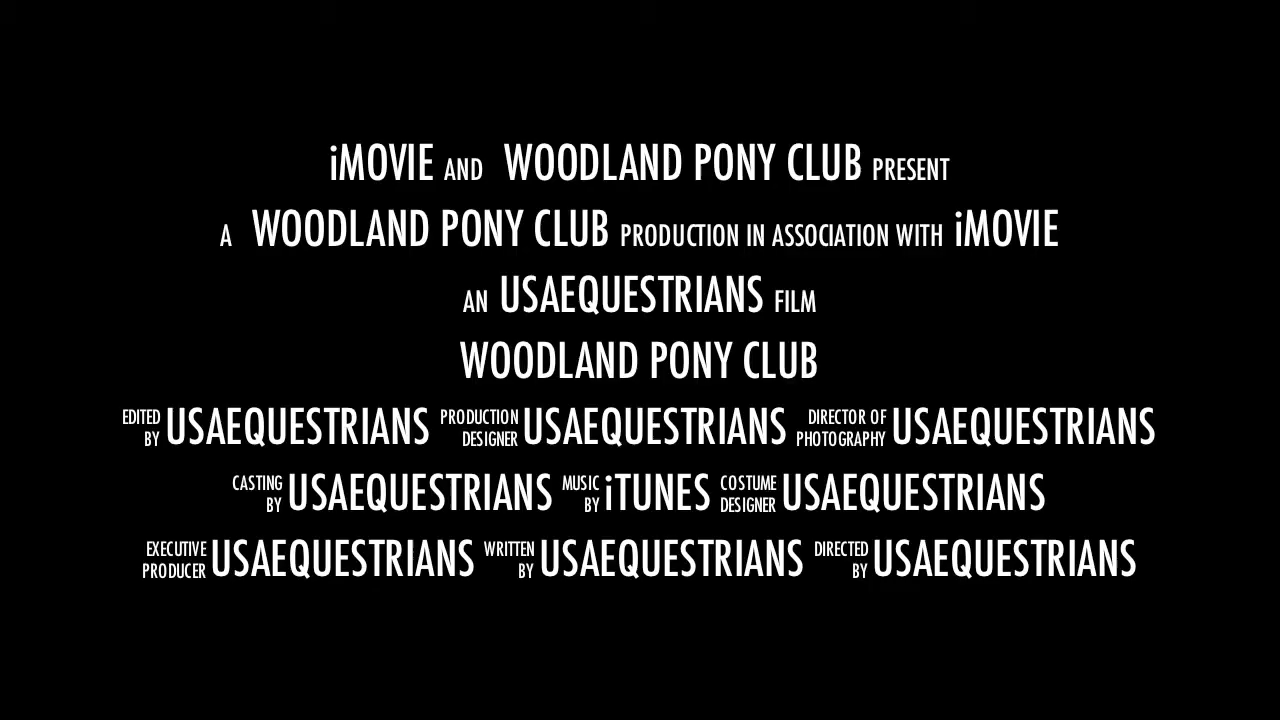 iMOVIE AND WOODLAND PONY CLUB PRESENT
A WOODLAND PONY CLUB PRODUCTION IN ASSOCIATION WITH iMOVIE
AN USAEQUESTRIANS FILM
WOODLAND PONY CLUB
EDITED BY USAEQUESTRIANS PRODUCTION DESIGNER USAEQUESTRIANS DIRECTOR OF PHOTOGRAPHY USAEQUESTRIANS
CASTING BY USAEQUESTRIANS MUSIC BY iTUNES COSTUME DESIGNER USAEQUESTRIANS
EXECUTIVE PRODUCER USAEQUESTRIANS WRITTEN BY USAEQUESTRIANS DIRECTED BY USAEQUESTRIANS